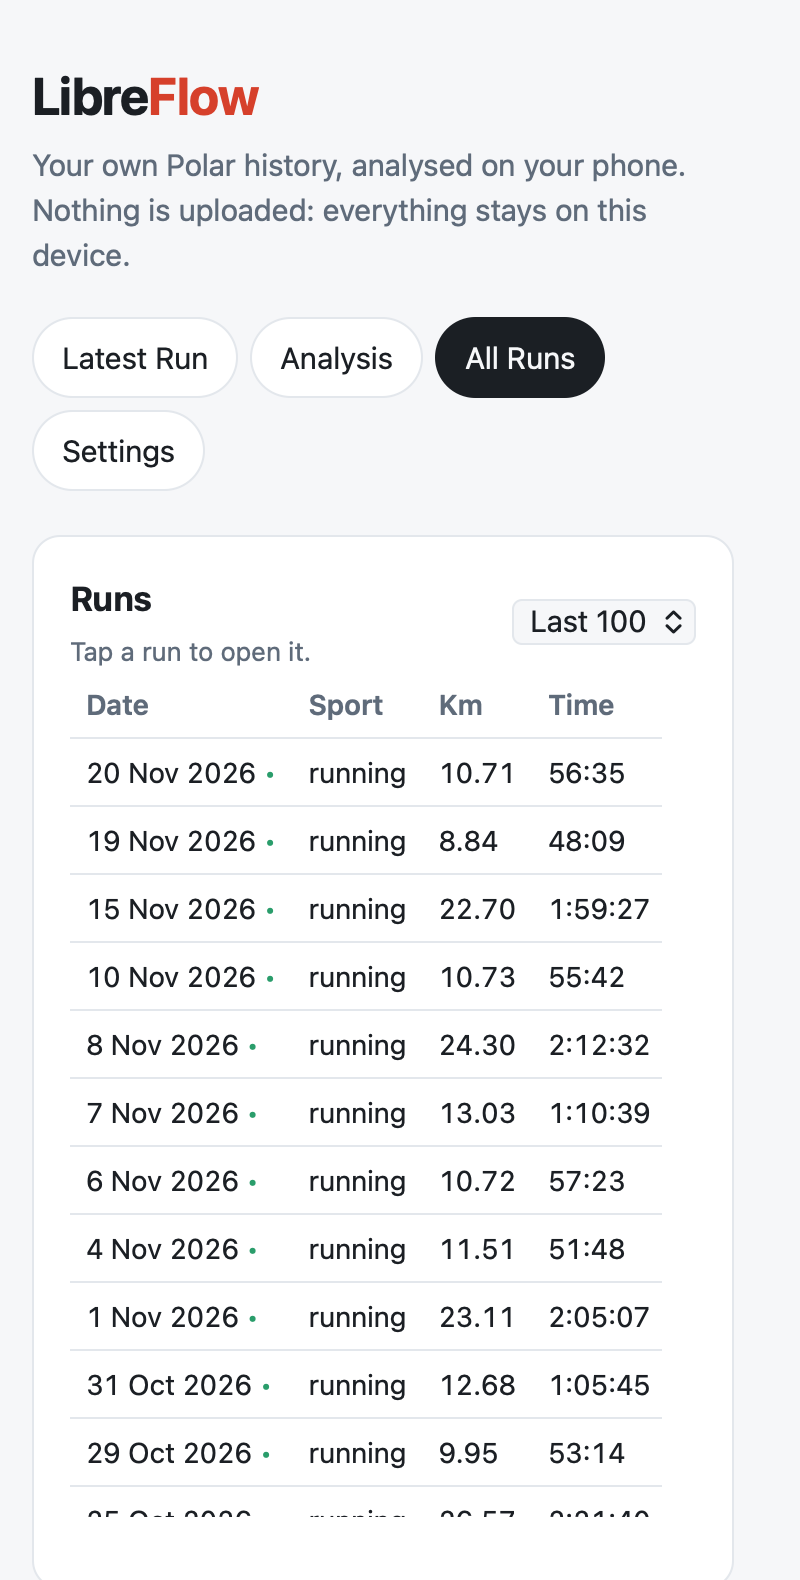 LibreFlow
Your own Polar history, analysed on your phone.
Nothing is uploaded: everything stays on this
device.
Latest Run Analysis All Runs
Settings
Runs
Last 100
Tap a run to open it.
Date Sport Km Time
20 Nov 2026 • running 10.71 56:35
19 Nov 2026 • running 8.84 48:09
15 Nov 2026 • running 22.70 1:59:27
10 Nov 2026 • running 10.73 55:42
8 Nov 2026 • running 24.30 2:12:32
7 Nov 2026 • running 13.03 1:10:39
6 Nov 2026 • running 10.72 57:23
4 Nov 2026 • running 11.51 51:48
1 Nov 2026 • running 23.11 2:05:07
31 Oct 2026 • running 12.68 1:05:45
29 Oct 2026 • running 9.95 53:14